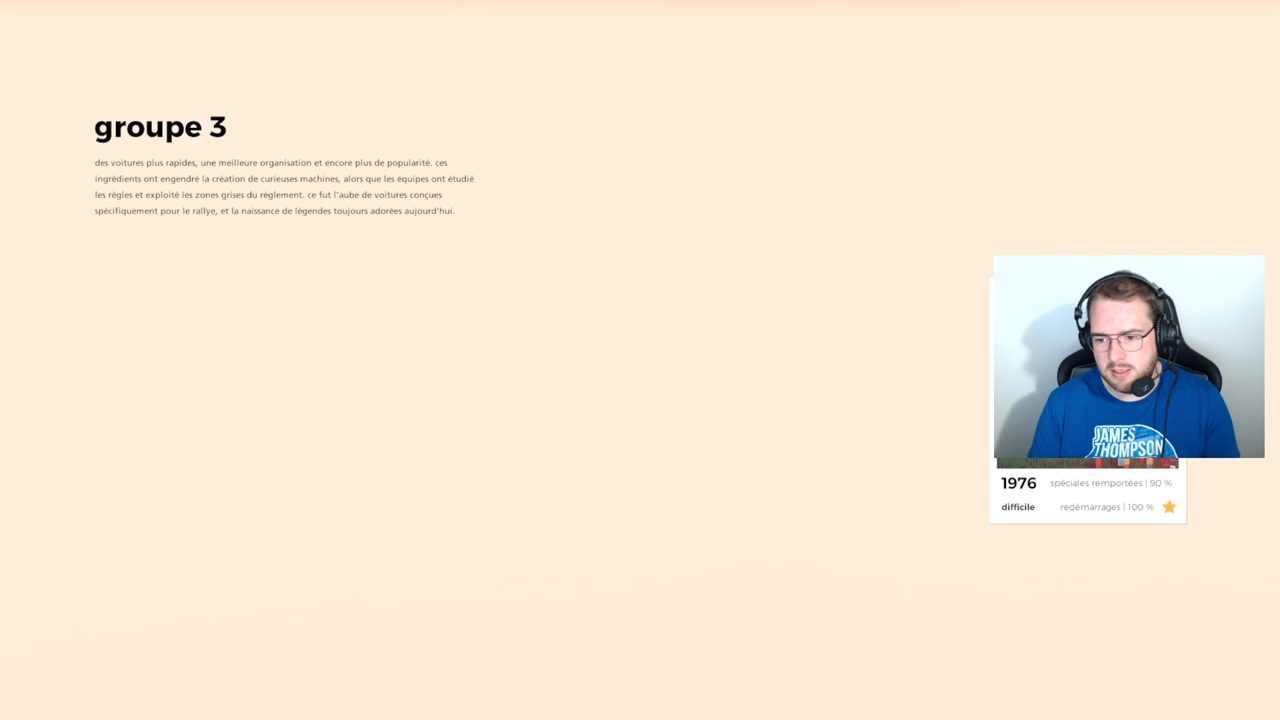 groupe 3
des voitures plus rapides, une meilleure organisation et encore plus de popularité. ces
ingrédients ont engendré la création de curieuses machines, alors que les équipes ont étudié
les règles et exploité les zones grises du règlement. ce fut l'aube de voitures conçues
spécifiquement pour le rallye, et la naissance de légendes toujours adorées aujourd'hui.
JAMES
THOMPSON
1976 spéciales remportées | 90 %
difficile redémarrages | 100 %